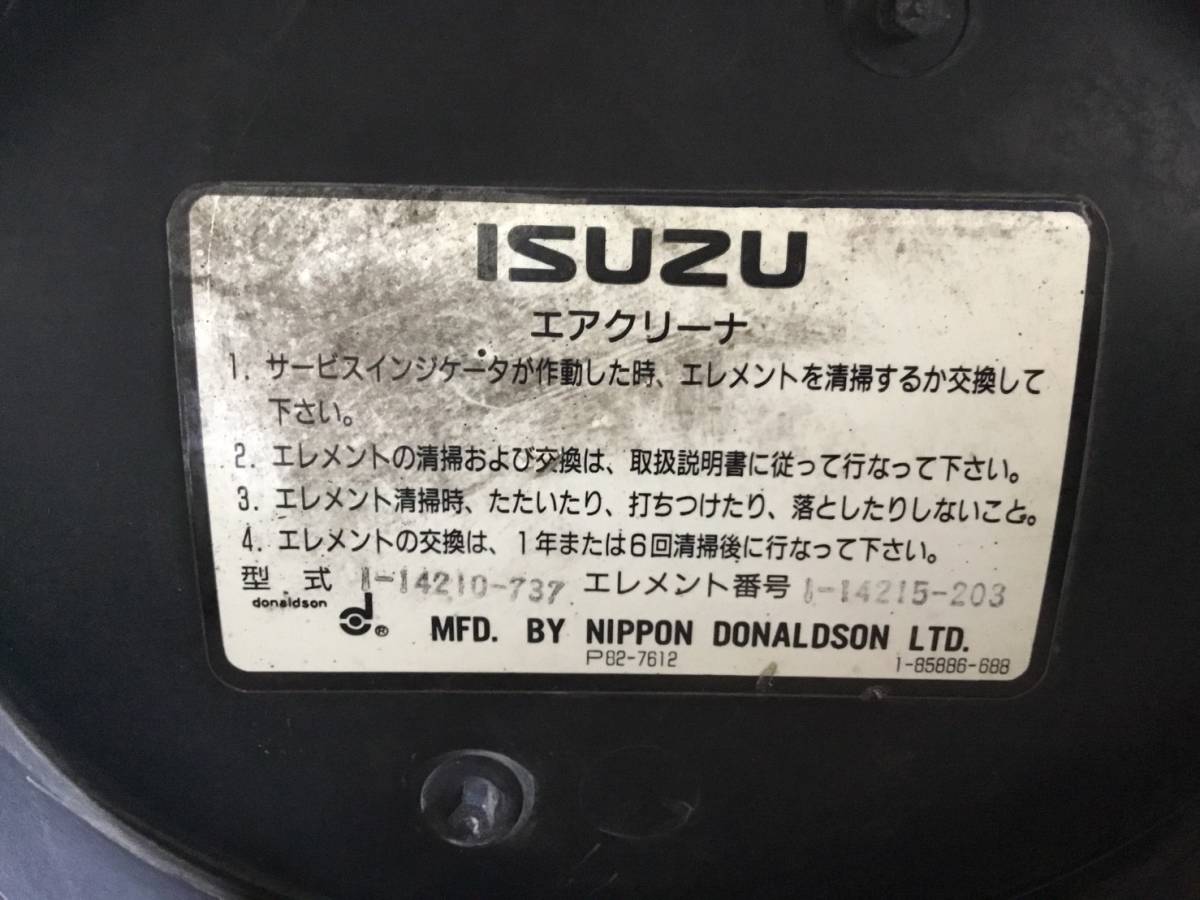 ISUZU
エアクリーナ
1. サービスインジケータが作動した時、エレメントを清掃するか交換して
下さい。
2. エレメントの清掃および交換は、取扱説明書に従って行なって下さい。
3. エレメント清掃時、たたいたり、打ちつけたり、落としたりしないこと。
4. エレメントの交換は、1年または6回清掃後に行なって下さい。
型式 1-14210-737 エレメント番号 1-14215-203
donaldson d ® MFD. BY NIPPON DONALDSON LTD.
P82-7612 1-85886-688